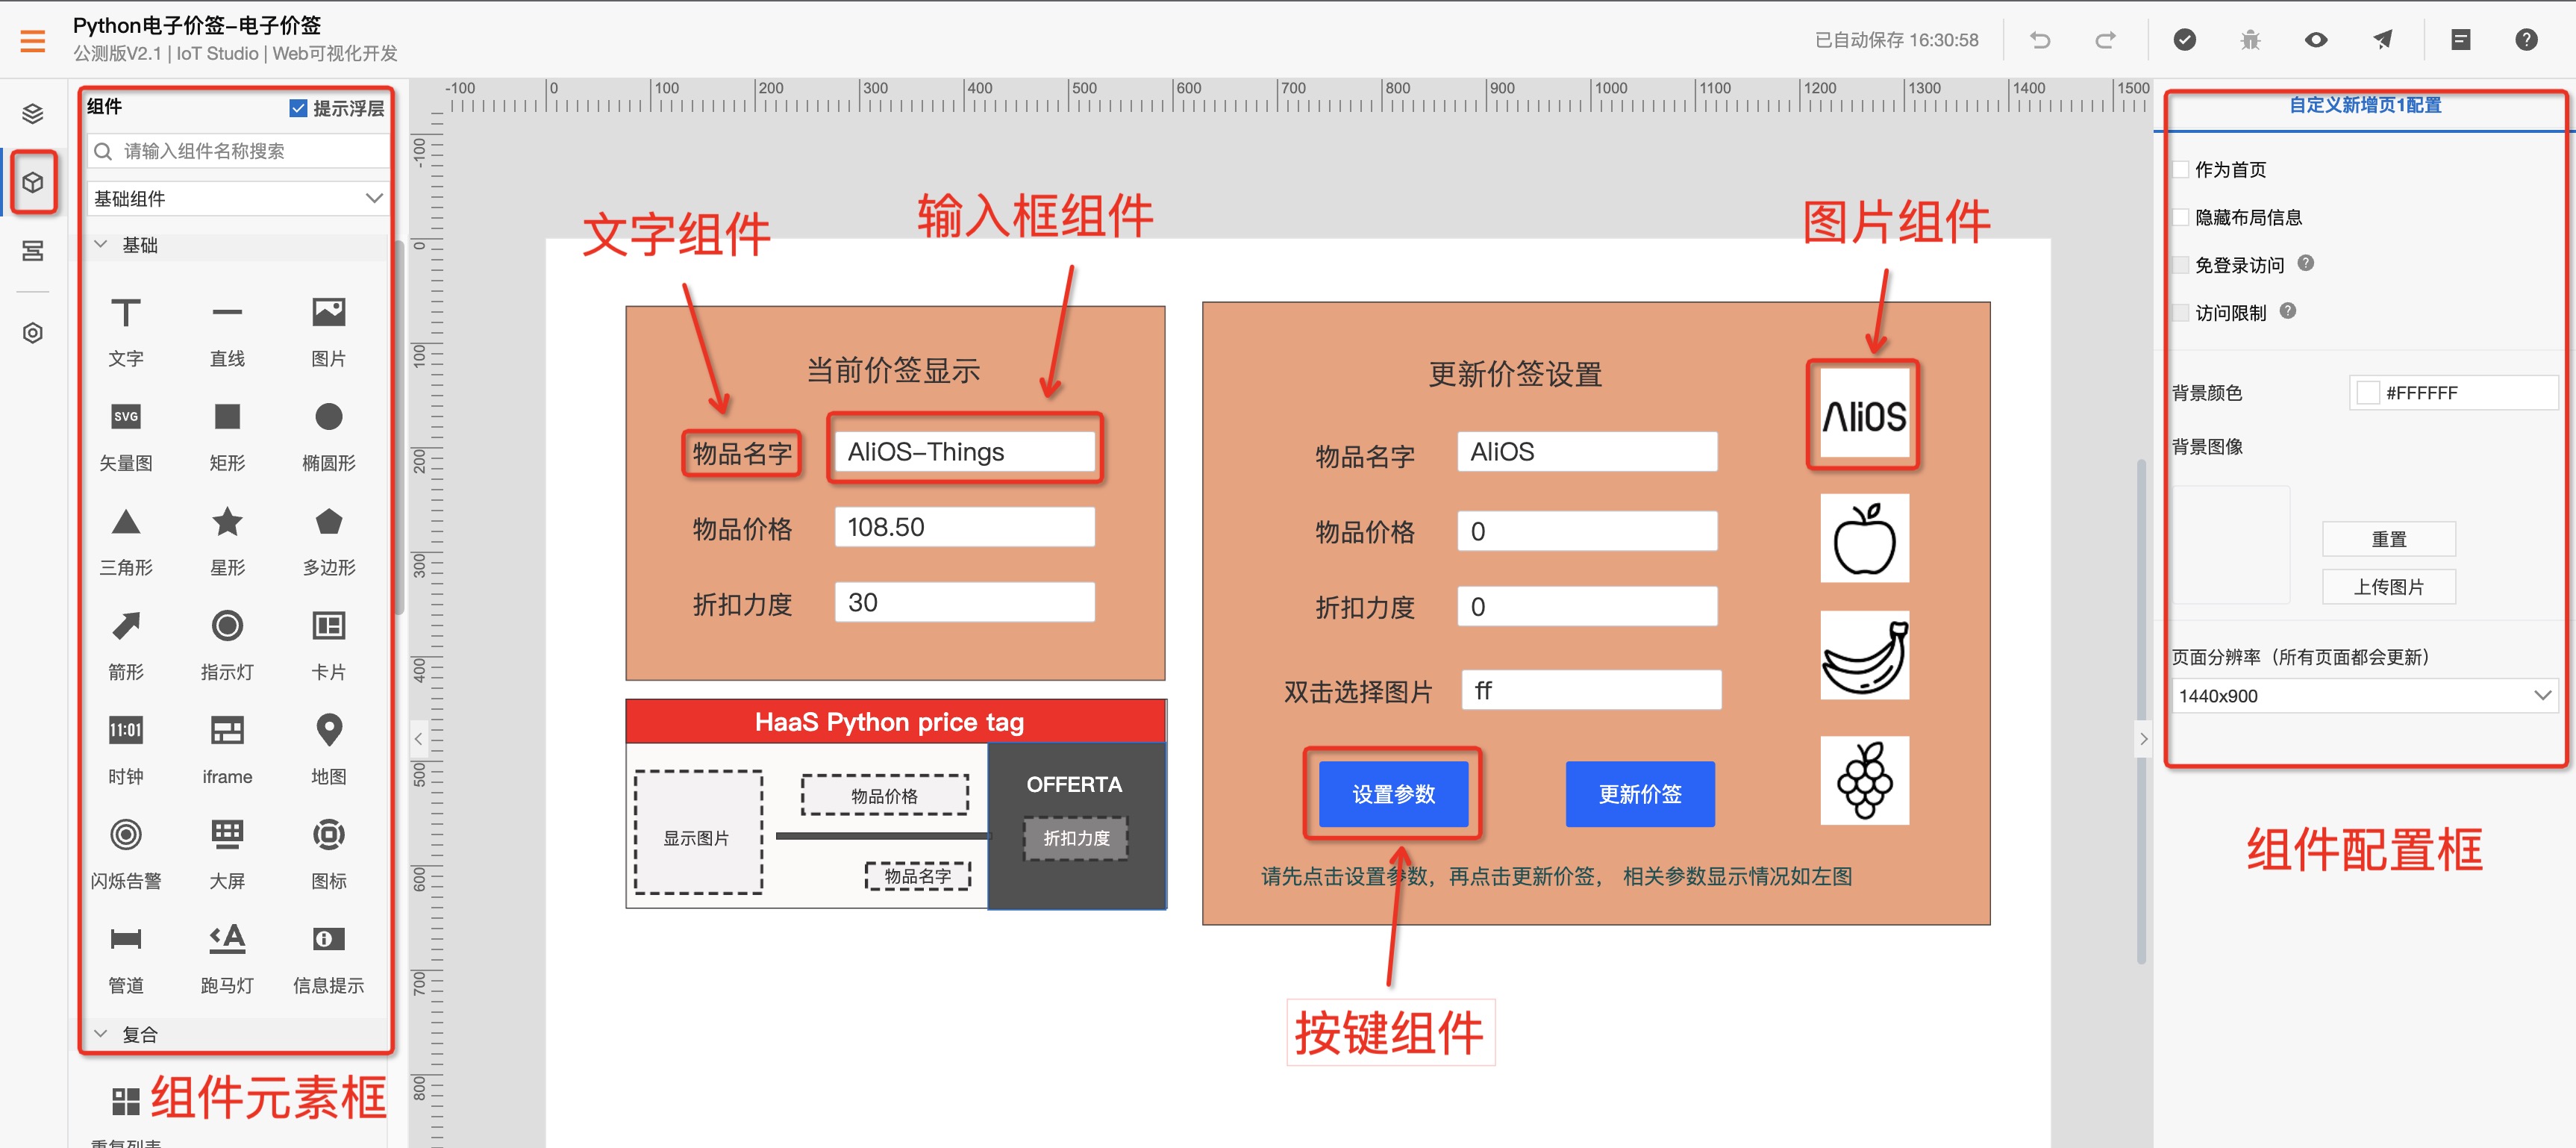 Python电子价签-电子价签
公测版V2.1 | IoT Studio | Web可视化开发
已自动保存 16:30:58
组件
提示浮层
请输入组件名称搜索
基础组件
基础
文字
直线
图片
SVG
矢量图
矩形
椭圆形
三角形
星形
多边形
箭形
指示灯
卡片
11:01
时钟
iframe
地图
闪烁告警
大屏
图标
管道
跑马灯
信息提示
复合
组件元素框
重复列表
-100 0 100 200 300 400 500 600 700 800 900 1000 1100 1200 1300 1400 1500
-100
0
100
200
300
400
500
600
700
800
文字组件
输入框组件
图片组件
当前价签显示
物品名字
AliOS-Things
物品价格
108.50
折扣力度
30
HaaS Python price tag
显示图片
物品价格
物品名字
OFFERTA
折扣力度
更新价签设置
AliOS
物品名字
AliOS
物品价格
0
折扣力度
0
双击选择图片
ff
设置参数
更新价签
请先点击设置参数，再点击更新价签， 相关参数显示情况如左图
按键组件
自定义新增页1配置
作为首页
隐藏布局信息
免登录访问
访问限制
背景颜色
#FFFFFF
背景图像
重置
上传图片
页面分辨率（所有页面都会更新）
1440x900
组件配置框